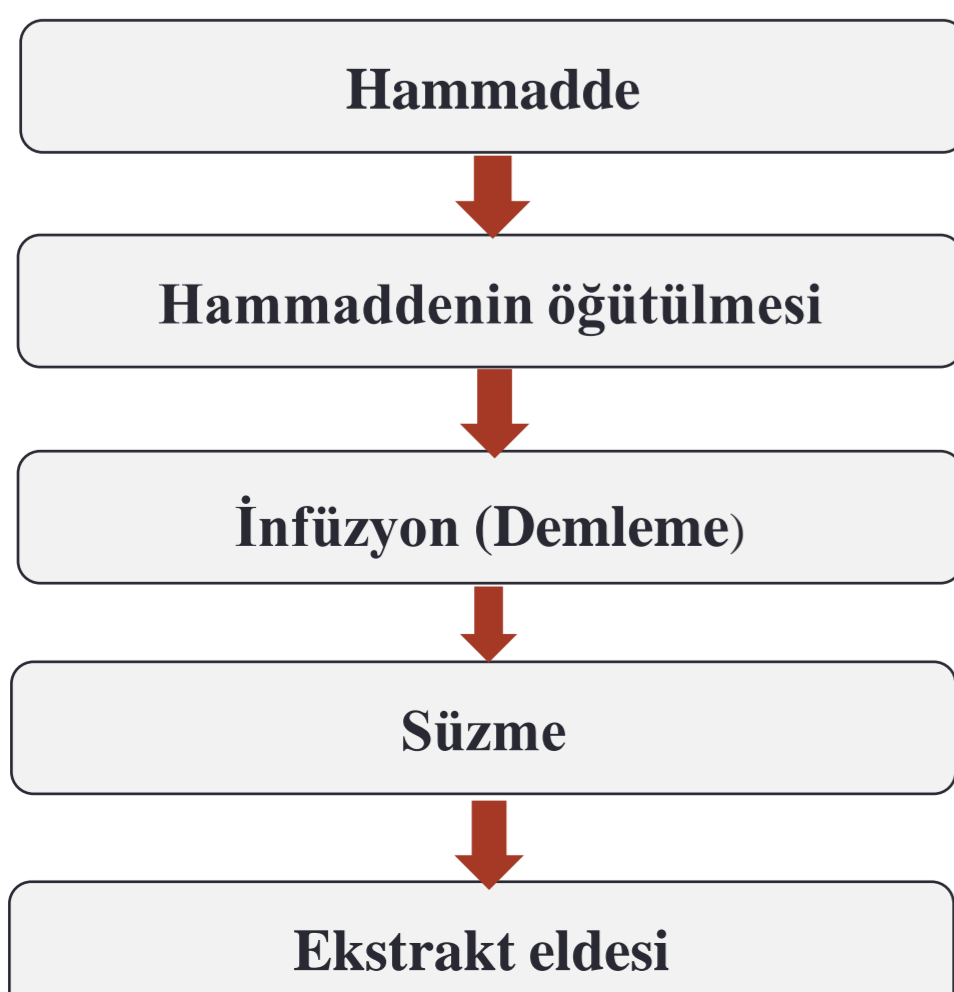 Hammadde
Hammaddenin öğütülmesi
İnfüzyon (Demleme)
Süzme
Ekstrakt eldesi